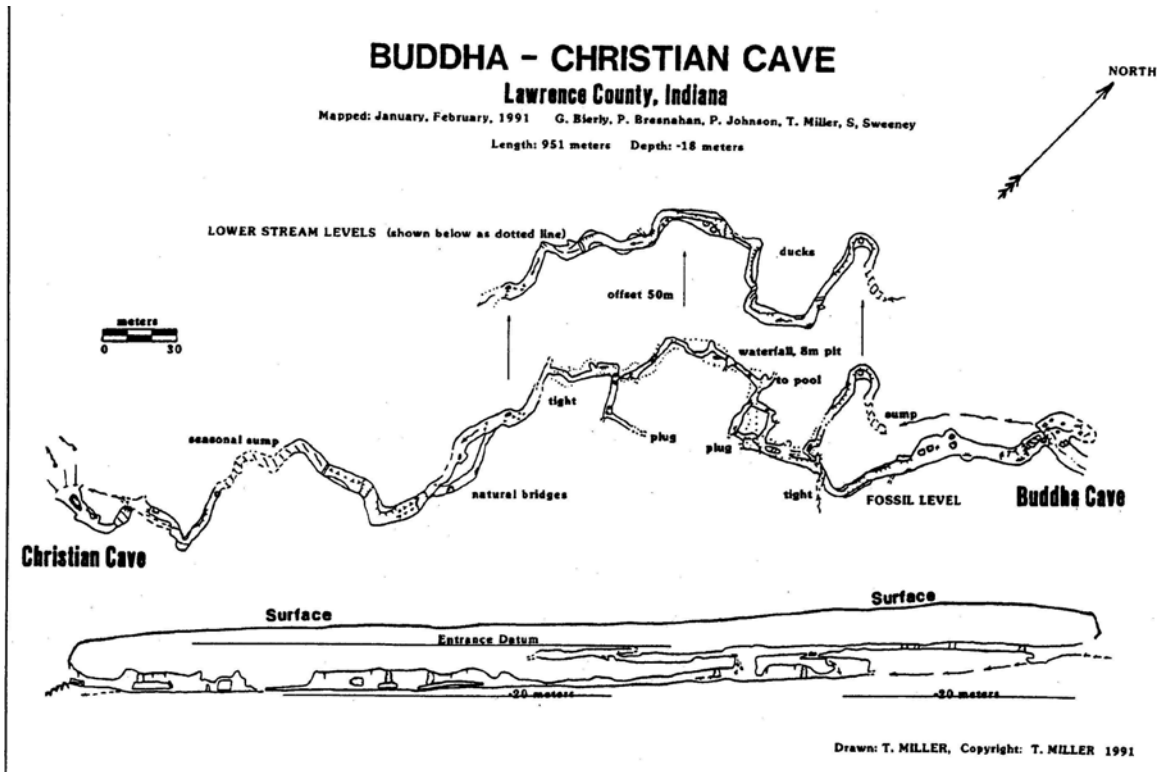 BUDDHA - CHRISTIAN CAVE
Lawrence County, Indiana
Mapped: January, February, 1991 G. Bierly, P. Bresnahan, P. Johnson, T. Miller, S, Sweeney
Length: 951 meters Depth: -18 meters
NORTH
LOWER STREAM LEVELS (shown below as dotted line)
ducks
offset 50m
meters
0 30
waterfall, 8m pit
to pool
tight
sump
seasonal sump
plug
plug
natural bridges
tight
FOSSIL LEVEL
Buddha Cave
Christian Cave
Surface
Surface
Entrance Datum
-20 meters
-20 meters
Drawn: T. MILLER, Copyright: T. MILLER 1991